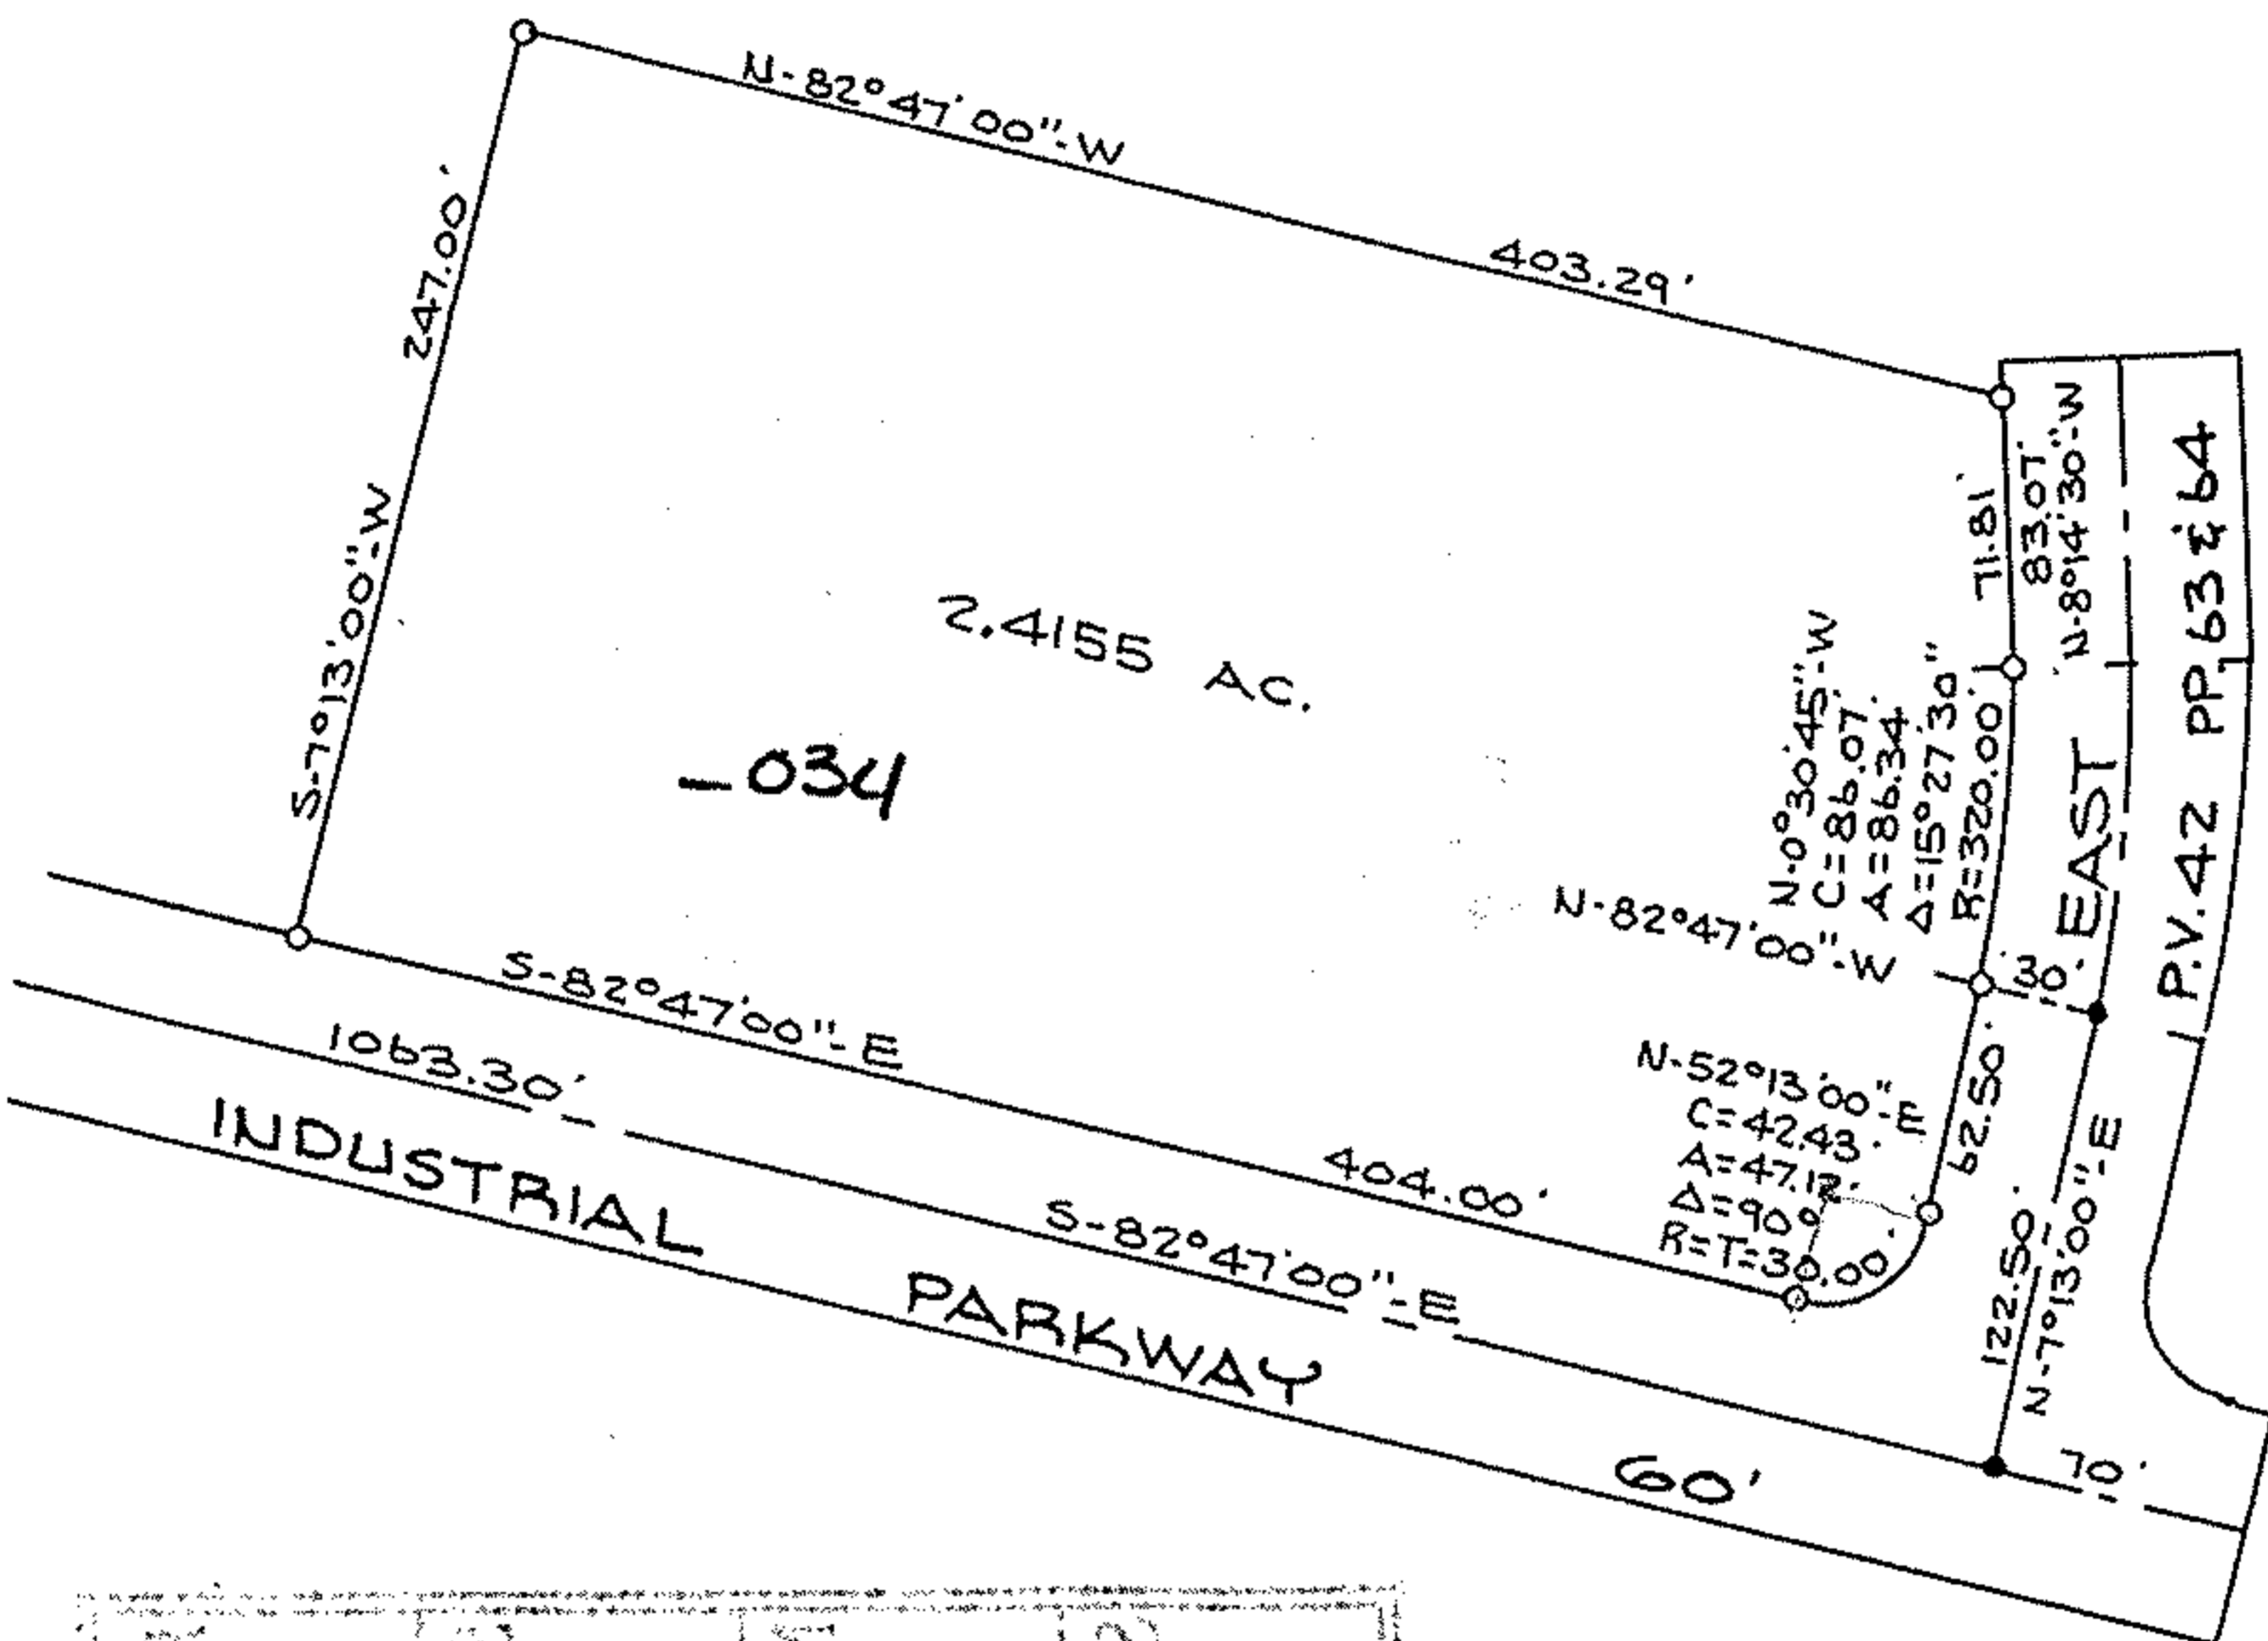 N-82°47'00"-W
403.29'
247.00'
S-7°13'00"-W
71.81'
83.07'
N-8°14'30"-W
2.4155 AC.
-034
N-0°30'45"-W
C=86.07'
A=86.34'
Δ=15°27'30"
R=320.00'
EAST
P.V.42 PP.63 & 64
N-82°47'00"-W
30'
S-82°47'00"-E
404.00'
N-52°13'00"-E
C=42.43'
A=47.12'
Δ=90°
R=T=30.00'
62.50'
122.50'
N-7°13'00"-E
1063.30'
S-82°47'00"-E
INDUSTRIAL PARKWAY
60'
70'